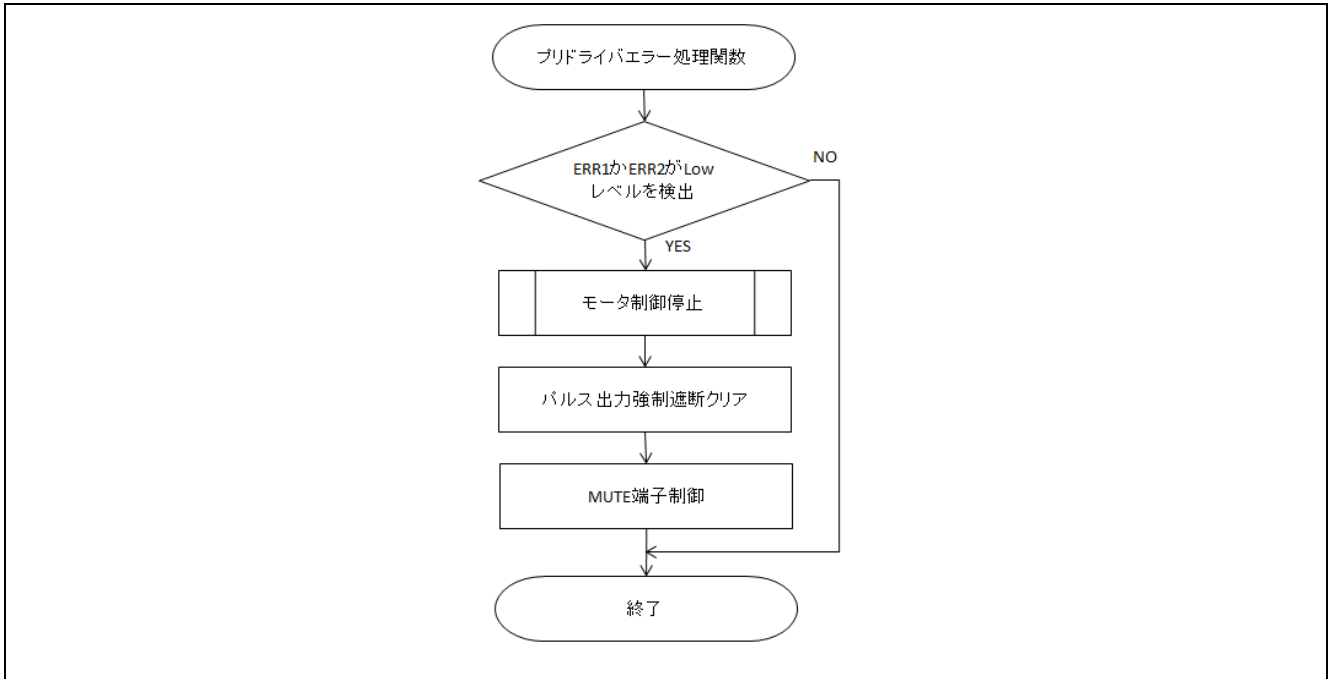 プリドライバエラー処理関数
ERR1かERR2がLow
レベルを検出
NO
YES
モータ制御停止
パルス出力強制遮断クリア
MUTE端子制御
終了